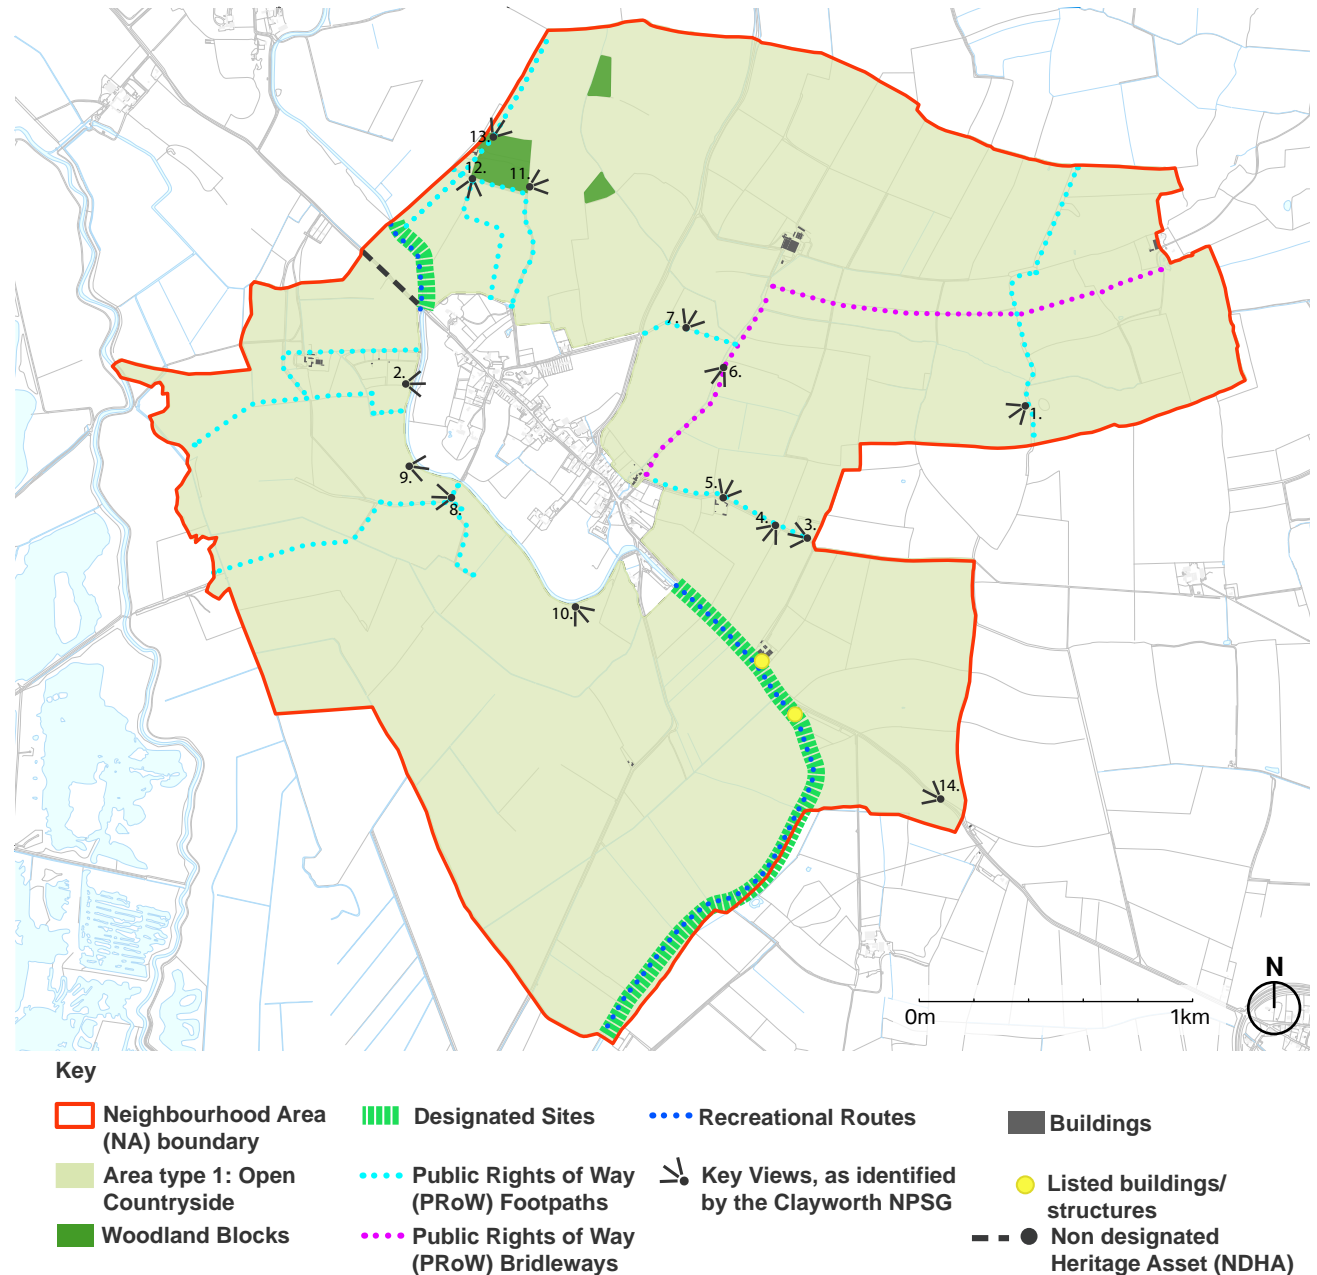 13.
12.
11.
7.
6.
2.
1.
9.
8.
5.
4.
3.
10.
14.
N
0m
1km
Key
Neighbourhood Area
(NA) boundary
Area type 1: Open
Countryside
Woodland Blocks
Designated Sites
Public Rights of Way
(PRoW) Footpaths
Public Rights of Way
(PRoW) Bridleways
Recreational Routes
Key Views, as identified
by the Clayworth NPSG
Buildings
Listed buildings/
structures
Non designated
Heritage Asset (NDHA)